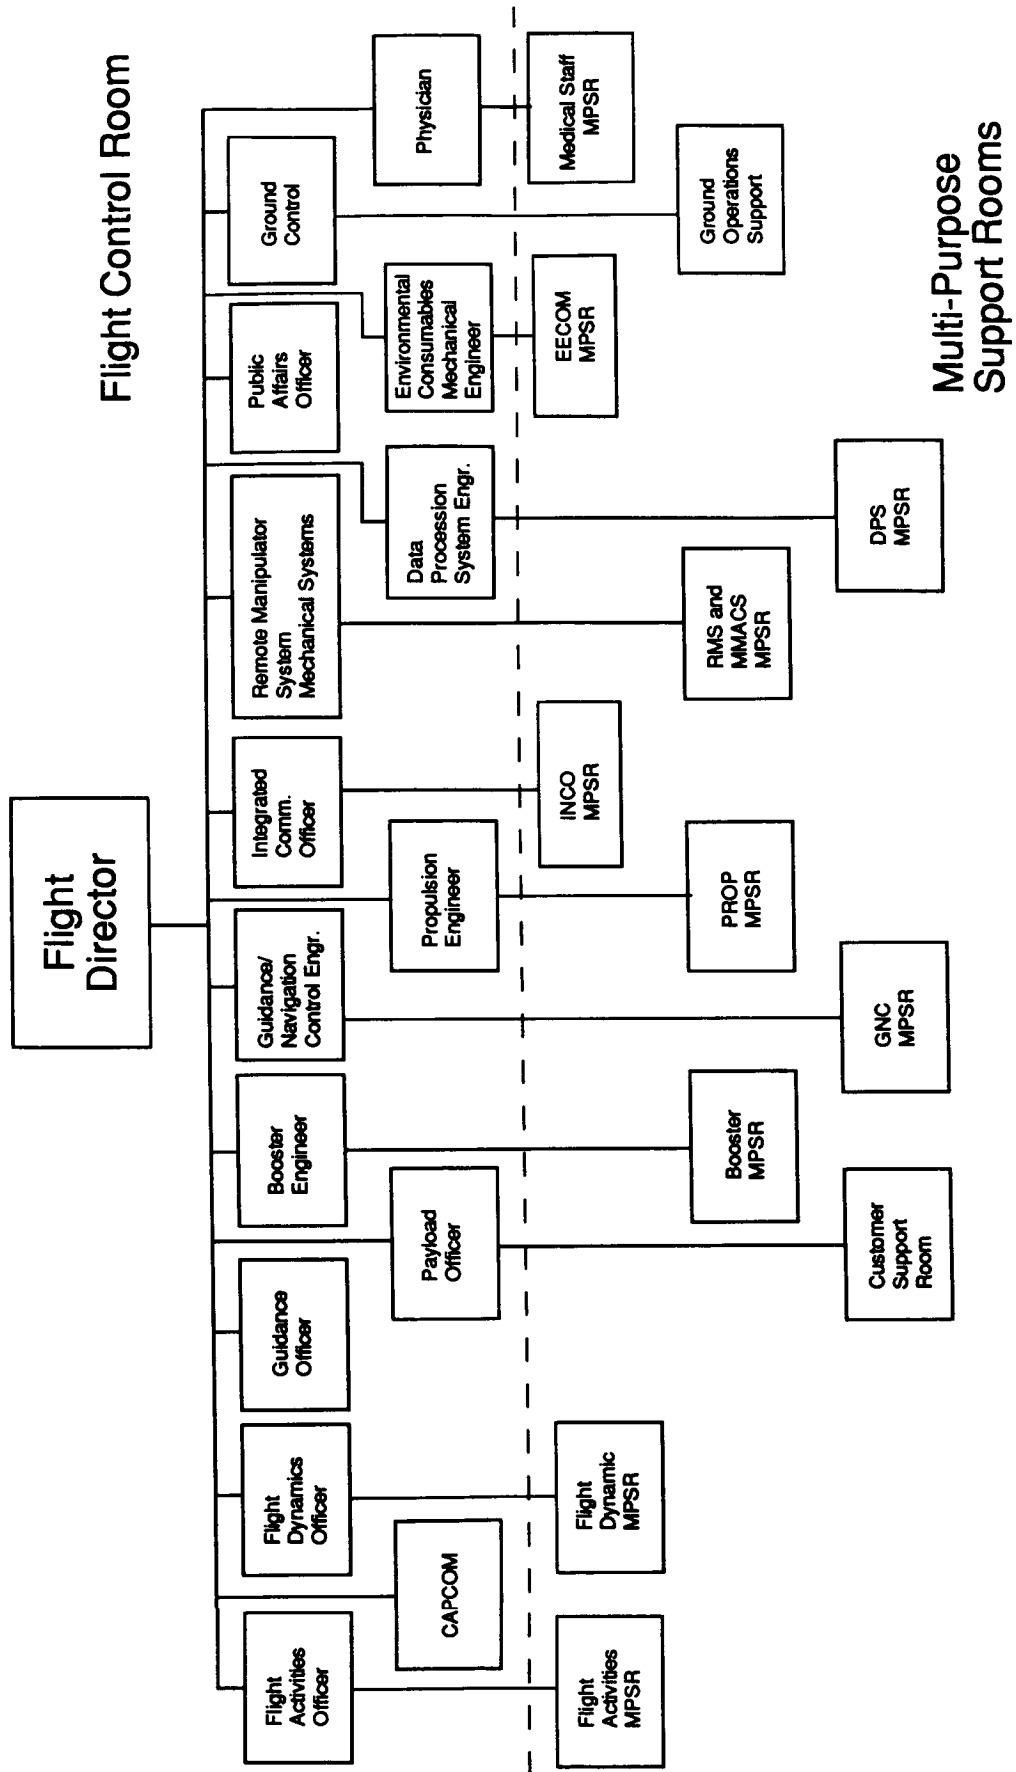 Flight
Director
Flight Control Room
Flight
Activities
Officer
CAPCOM
Flight
Dynamics
Officer
Guidance
Officer
Payload
Officer
Booster
Engineer
Guidance/
Navigation
Control Engr.
Propulsion
Engineer
Integrated
Comm.
Officer
Remote Manipulator
System
Mechanical Systems
Data
Procession
System Engr.
Public
Affairs
Officer
Environmental
Consumables
Mechanical
Engineer
Ground
Control
Physician
Flight
Activities
MPSR
Flight
Dynamic
MPSR
Customer
Support
Room
Booster
MPSR
GNC
MPSR
PROP
MPSR
INCO
MPSR
RMS and
MMACS
MPSR
DPS
MPSR
EECOM
MPSR
Ground
Operations
Support
Medical Staff
MPSR
Multi-Purpose
Support Rooms